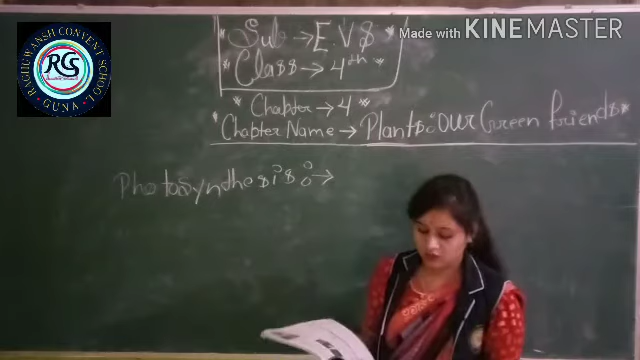 Made with KINEMASTER
* Sub → E.V.S *
* Class → 4th *
* Chapter → 4 *
* Chapter Name → Plants: Our Green friends *
Photosynthesis :→
RAGHUWANSH CONVENT SCHOOL
RCS
GUNA